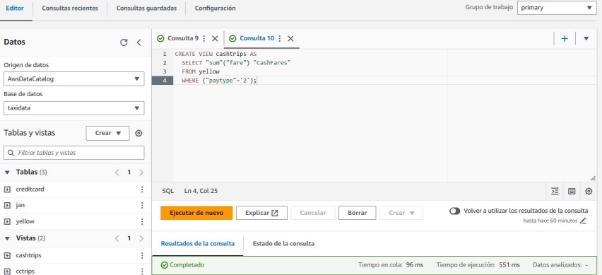 Editor Consultas recientes Consultas guardadas Configuración Grupo de trabajo primary
Datos
Origen de datos
AwsDataCatalog
Base de datos
taxidata
Tablas y vistas Crear
Filtrar tablas y vistas
Tablas (3) 1
creditcard
jan
yellow
Vistas (2) 1
cashtrips
cctrips
Consulta 9 Consulta 10
1 CREATE VIEW cashtrips AS
2 SELECT "sum"("fare") "CashFares"
3 FROM yellow
4 WHERE ("paytype"='2');
SQL Ln 4, Col 25
Ejecutar de nuevo Explicar Cancelar Borrar Crear Volver a utilizar los resultados de la consulta
hasta hace 60 minutos
Resultados de la consulta Estado de la consulta
Completado Tiempo en cola: 96 ms Tiempo de ejecución: 551 ms Datos analizados: -